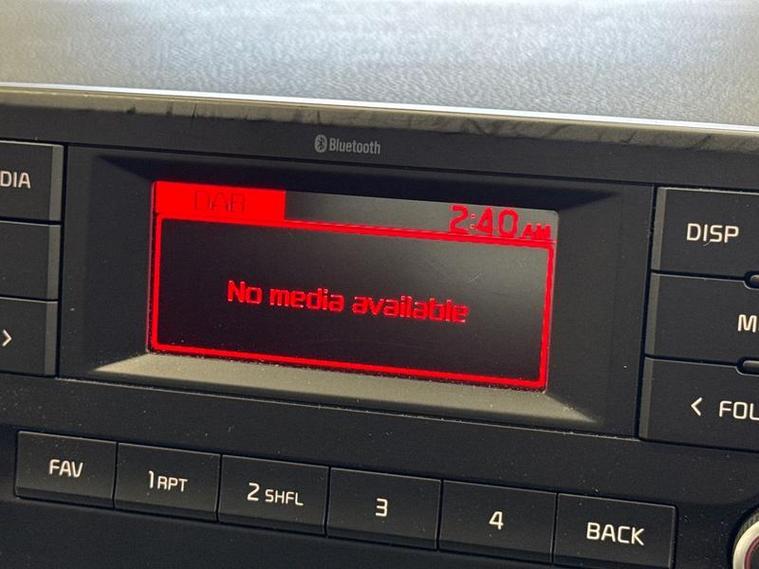 Bluetooth
DIA
DAB
2:40 AM
DISP
No media available
M
< FOL
>
FAV
1 RPT
2 SHFL
3
4
BACK